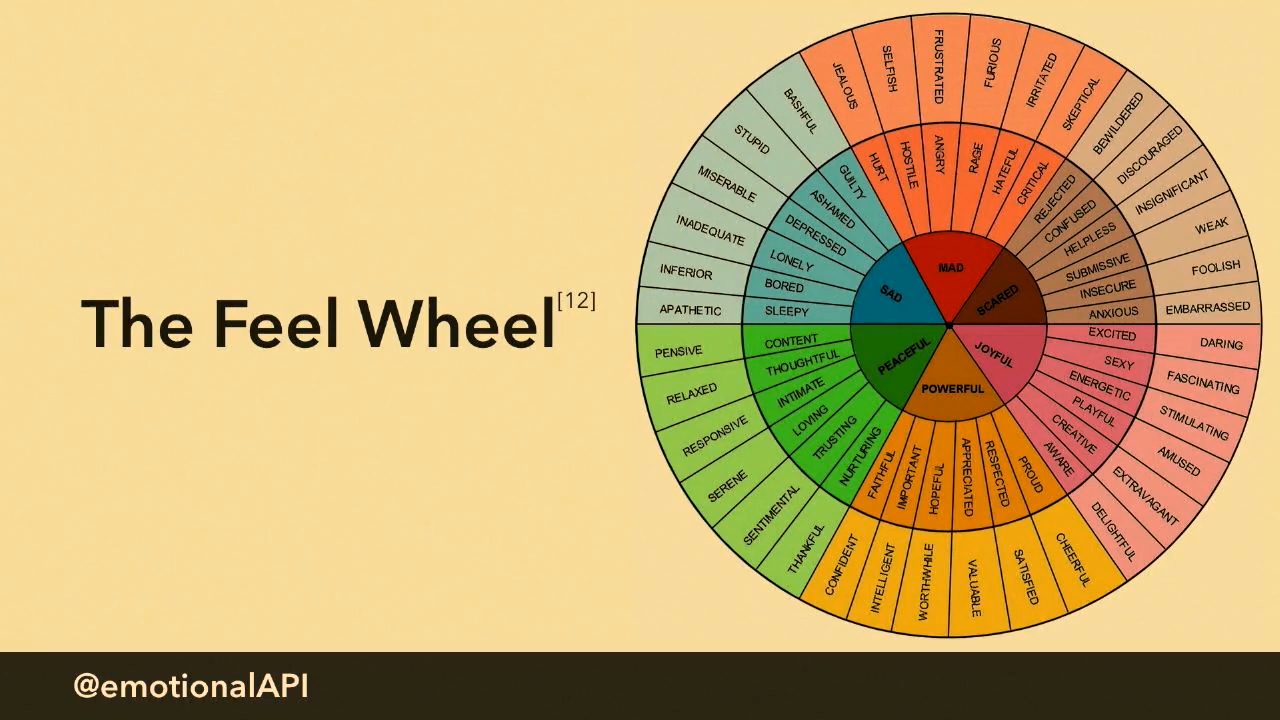 The Feel Wheel[12]
MAD
SCARED
JOYFUL
POWERFUL
PEACEFUL
SAD
HURT
HOSTILE
ANGRY
RAGE
HATEFUL
CRITICAL
REJECTED
CONFUSED
HELPLESS
SUBMISSIVE
INSECURE
ANXIOUS
EXCITED
SEXY
ENERGETIC
PLAYFUL
CREATIVE
AWARE
PROUD
RESPECTED
APPRECIATED
HOPEFUL
IMPORTANT
FAITHFUL
NURTURING
TRUSTING
LOVING
INTIMATE
THOUGHTFUL
CONTENT
SLEEPY
BORED
LONELY
DEPRESSED
ASHAMED
GUILTY
JEALOUS
SELFISH
FRUSTRATED
FURIOUS
IRRITATED
SKEPTICAL
BEWILDERED
DISCOURAGED
INSIGNIFICANT
WEAK
FOOLISH
EMBARRASSED
DARING
FASCINATING
STIMULATING
AMUSED
EXTRAVAGANT
DELIGHTFUL
CHEERFUL
SATISFIED
VALUABLE
WORTHWHILE
INTELLIGENT
CONFIDENT
THANKFUL
SENTIMENTAL
SERENE
RESPONSIVE
RELAXED
PENSIVE
APATHETIC
INFERIOR
INADEQUATE
MISERABLE
STUPID
BASHFUL
@emotionalAPI